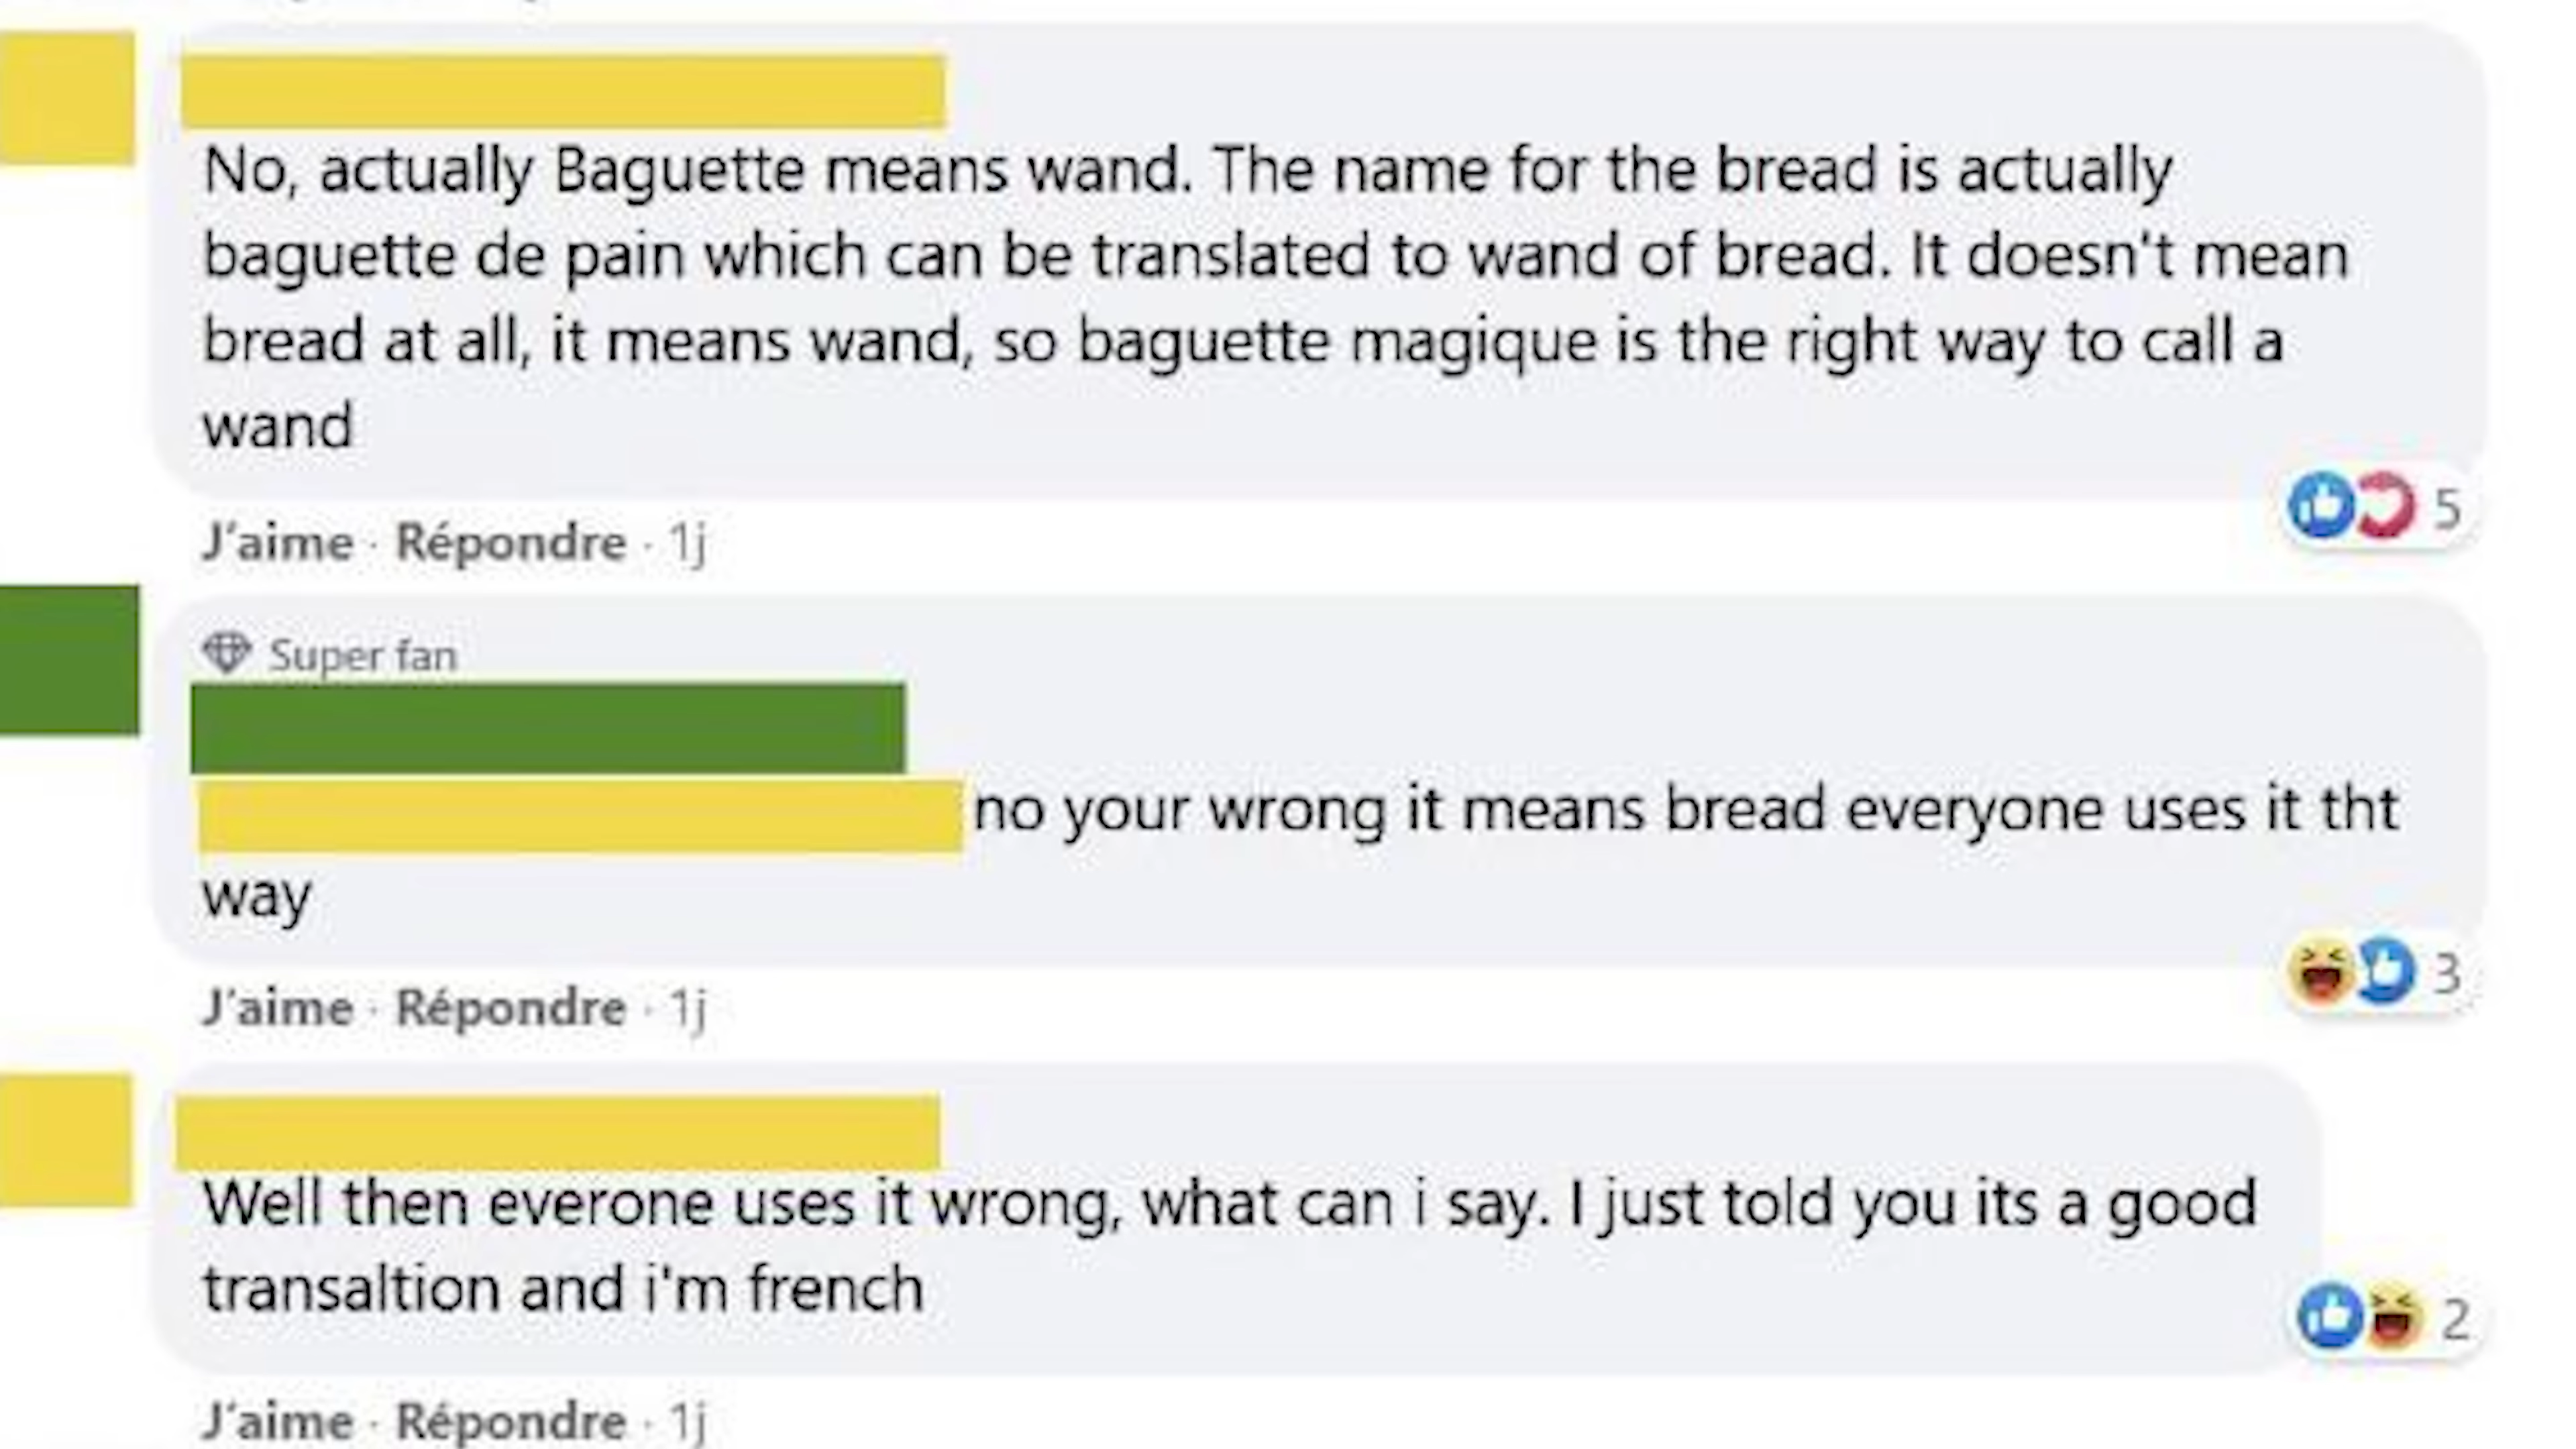 No, actually Baguette means wand. The name for the bread is actually
baguette de pain which can be translated to wand of bread. It doesn't mean
bread at all, it means wand, so baguette magique is the right way to call a
wand
5
J'aime · Répondre · 1j
Super fan
no your wrong it means bread everyone uses it tht
way
3
J'aime · Répondre · 1j
Well then everone uses it wrong, what can i say. I just told you its a good
transaltion and i'm french
2
J'aime · Répondre · 1j